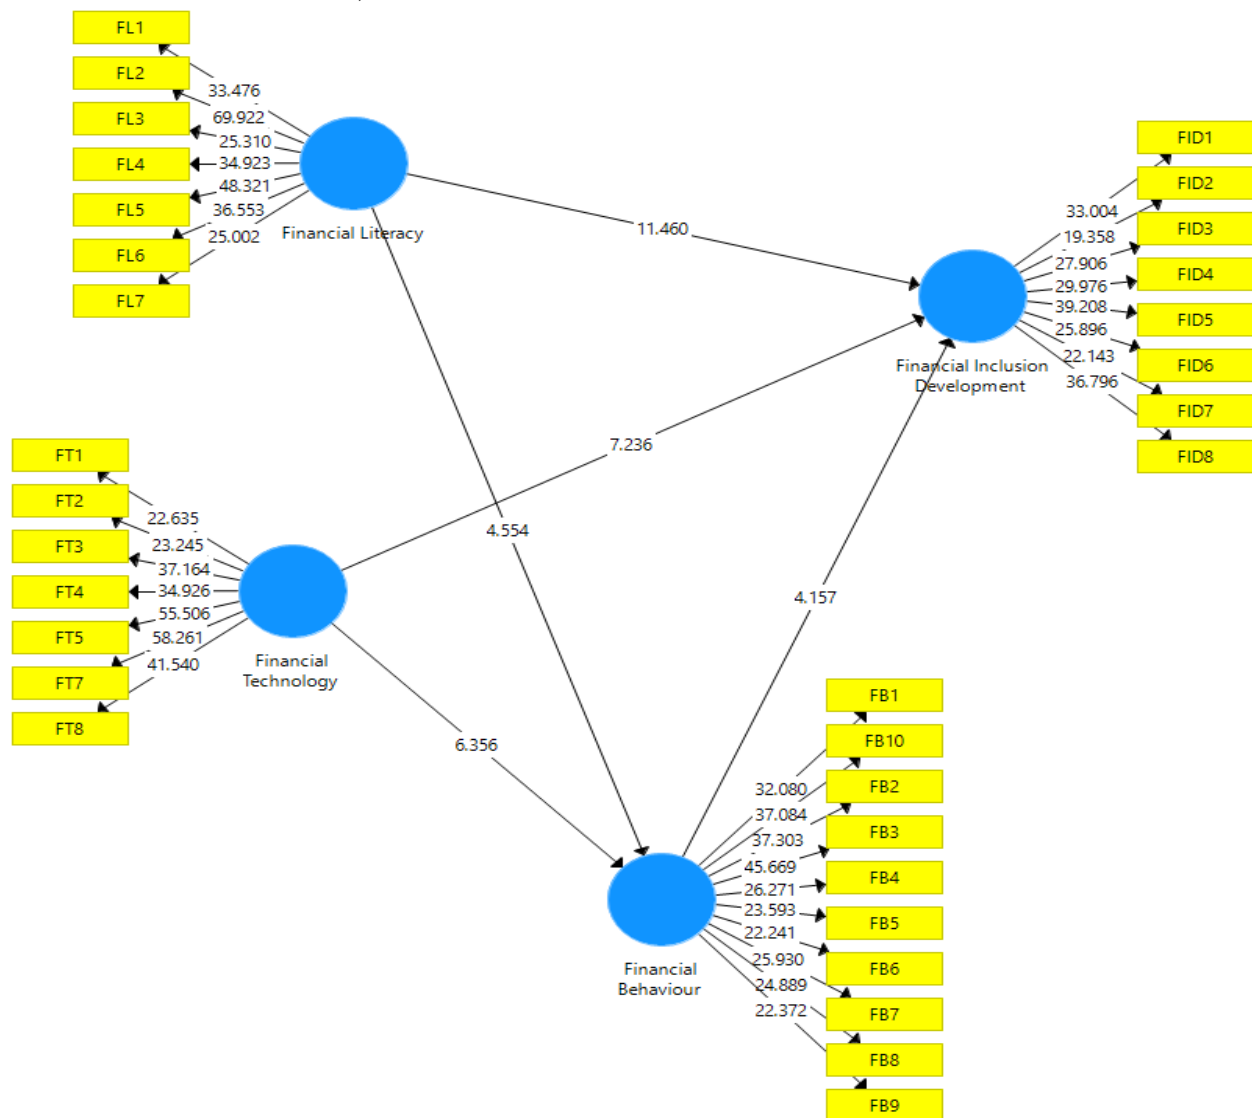 FL1
FL2
FL3
FL4
FL5
FL6
FL7
33.476
69.922
25.310
34.923
48.321
36.553
25.002
Financial Literacy
11.460
FID1
FID2
FID3
FID4
FID5
FID6
FID7
FID8
33.004
19.358
27.906
29.976
39.208
25.896
22.143
36.796
Financial Inclusion
Development
7.236
4.554
4.157
6.356
FT1
FT2
FT3
FT4
FT5
FT7
FT8
22.635
23.245
37.164
34.926
55.506
58.261
41.540
Financial
Technology
FB1
FB10
FB2
FB3
FB4
FB5
FB6
FB7
FB8
FB9
32.080
37.084
37.303
45.669
26.271
23.593
22.241
25.930
24.889
22.372
Financial
Behaviour